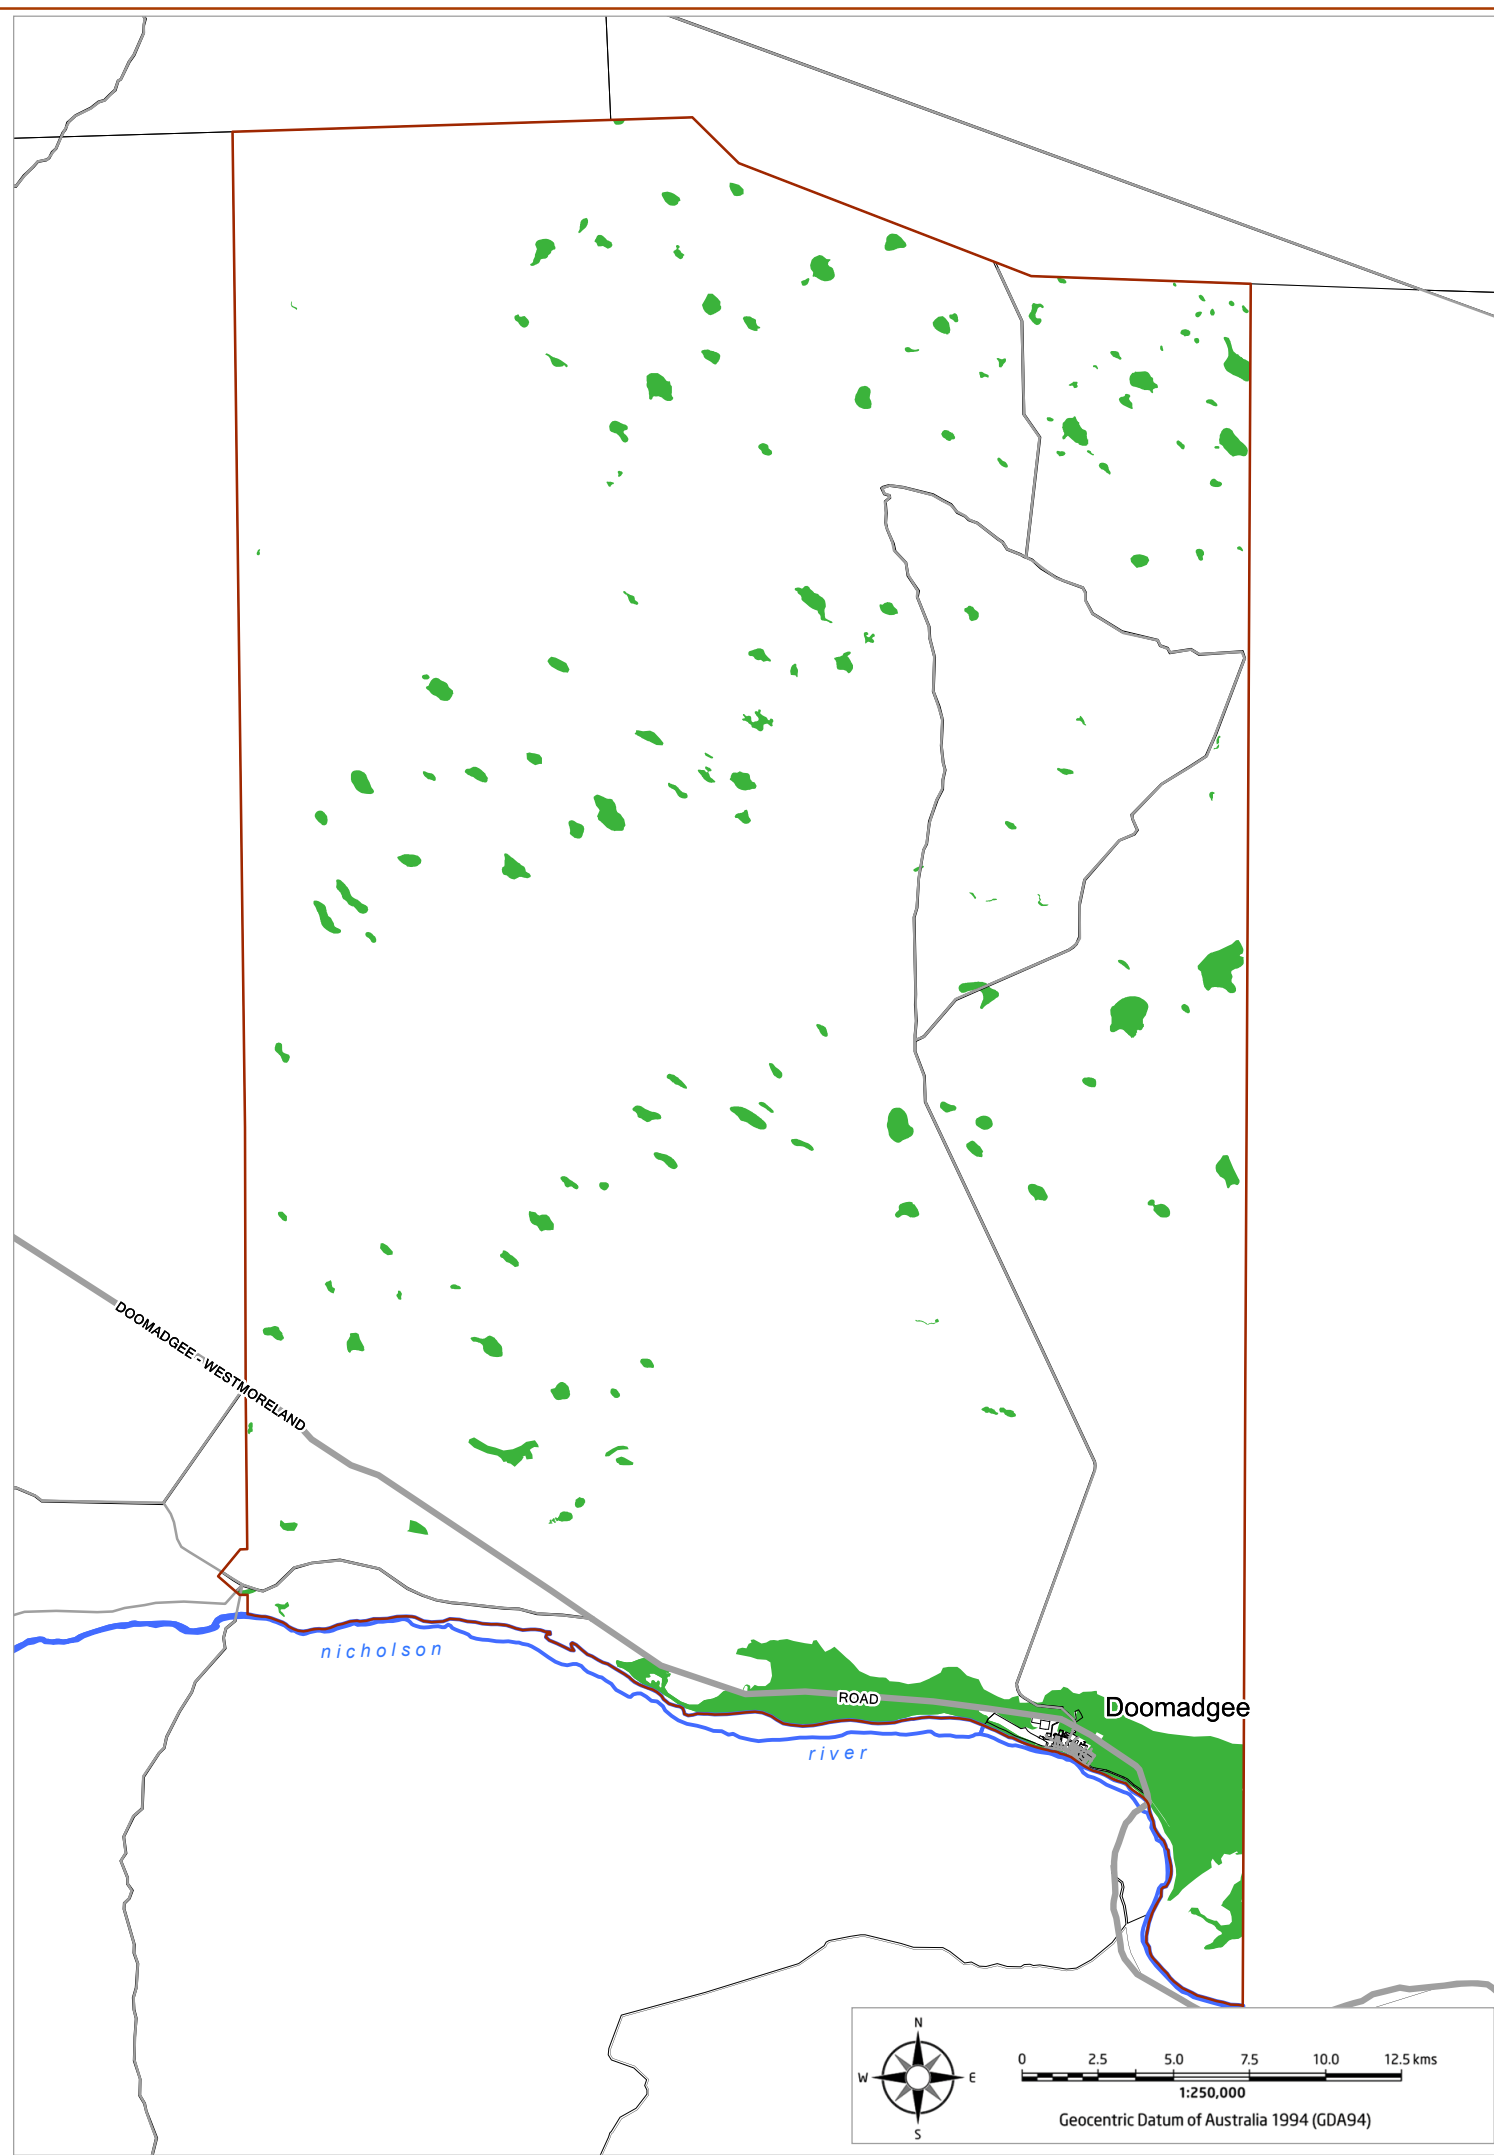 DOOMADGEE - WESTMORELAND
nicholson
ROAD
Doomadgee
river
N
W
E
S
0 2.5 5.0 7.5 10.0 12.5 kms
1:250,000
Geocentric Datum of Australia 1994 (GDA94)